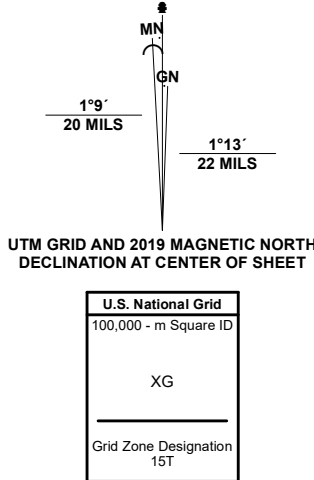 MN
GN
1°9´
20 MILS
1°13´
22 MILS
UTM GRID AND 2019 MAGNETIC NORTH
DECLINATION AT CENTER OF SHEET
U.S. National Grid
100,000 - m Square ID
XG
Grid Zone Designation
15T